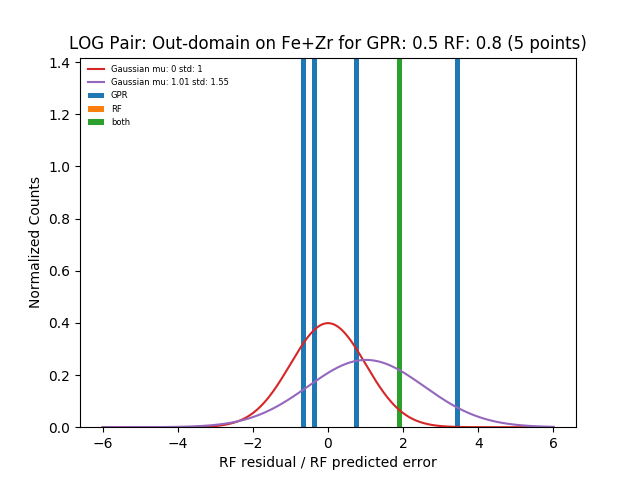 LOG Pair: Out-domain on Fe+Zr for GPR: 0.5 RF: 0.8 (5 points)
Gaussian mu: 0 std: 1
Gaussian mu: 1.01 std: 1.55
GPR
RF
both
1.4
1.2
1.0
0.8
0.6
0.4
0.2
0.0
Normalized Counts
−6 −4 −2 0 2 4 6
RF residual / RF predicted error